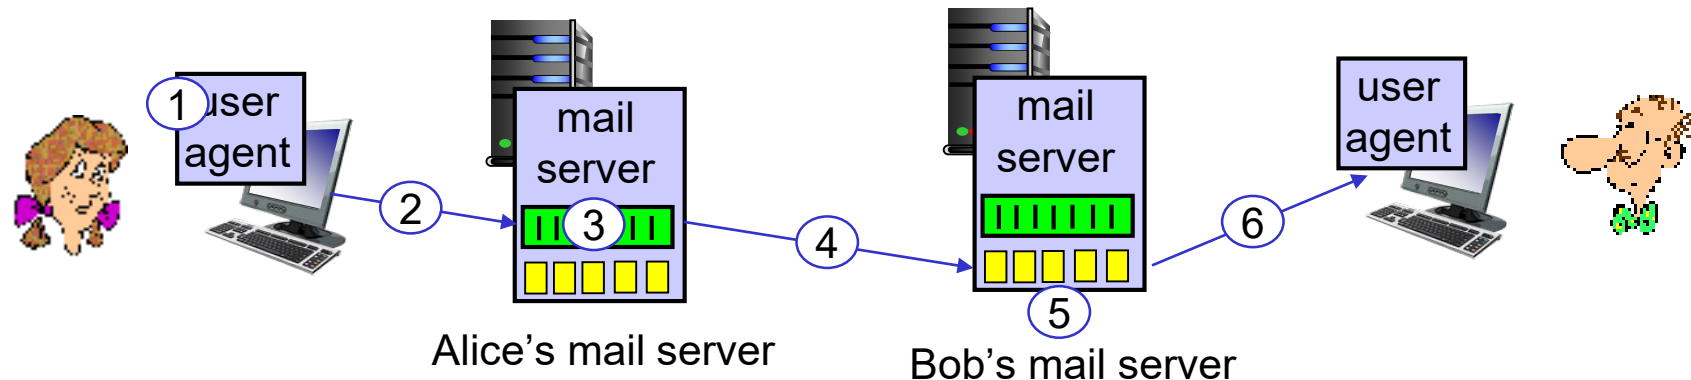 1
user
agent
2
mail
server
3
Alice’s mail server
4
mail
server
5
Bob’s mail server
6
user
agent